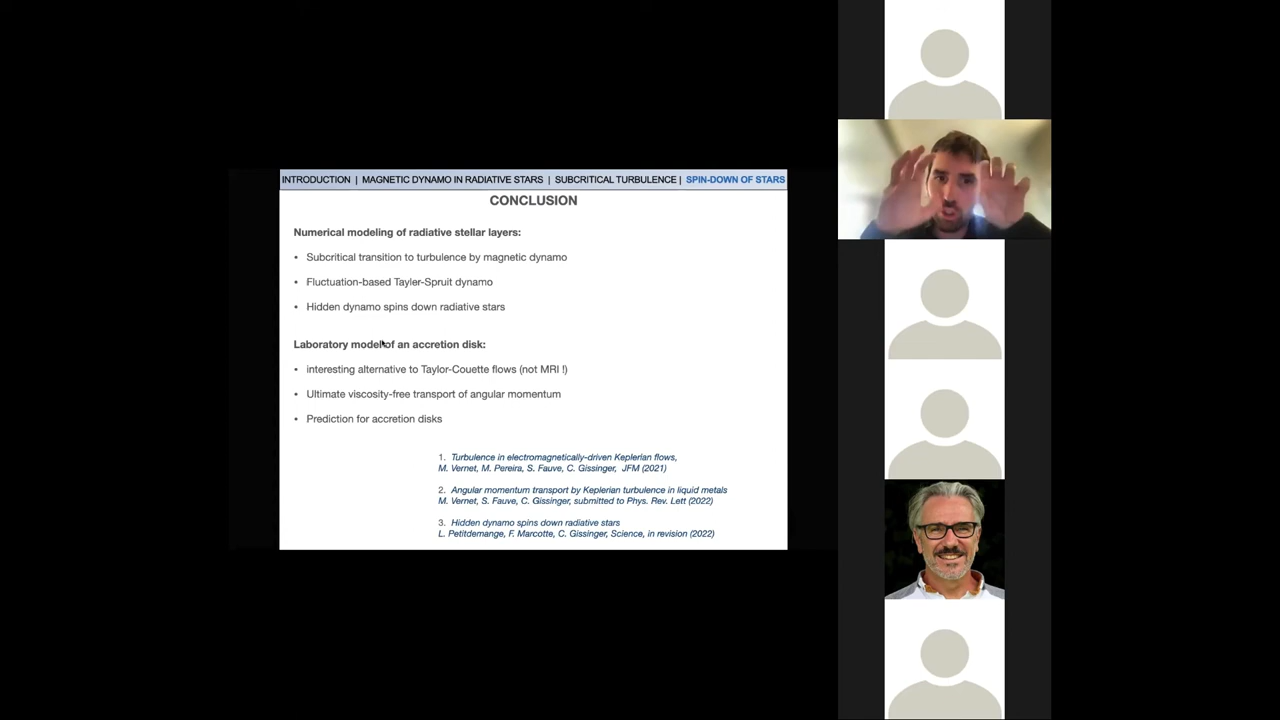 INTRODUCTION | MAGNETIC DYNAMO IN RADIATIVE STARS | SUBCRITICAL TURBULENCE | SPIN-DOWN OF STARS
CONCLUSION
Numerical modeling of radiative stellar layers:
• Subcritical transition to turbulence by magnetic dynamo
• Fluctuation-based Tayler-Spruit dynamo
• Hidden dynamo spins down radiative stars
Laboratory model of an accretion disk:
• interesting alternative to Taylor-Couette flows (not MRI !)
• Ultimate viscosity-free transport of angular momentum
• Prediction for accretion disks
1. Turbulence in electromagnetically-driven Keplerian flows,
M. Vernet, M. Pereira, S. Fauve, C. Gissinger, JFM (2021)
2. Angular momentum transport by Keplerian turbulence in liquid metals
M. Vernet, S. Fauve, C. Gissinger, submitted to Phys. Rev. Lett (2022)
3. Hidden dynamo spins down radiative stars
L. Petitdemange, F. Marcotte, C. Gissinger, Science, in revision (2022)